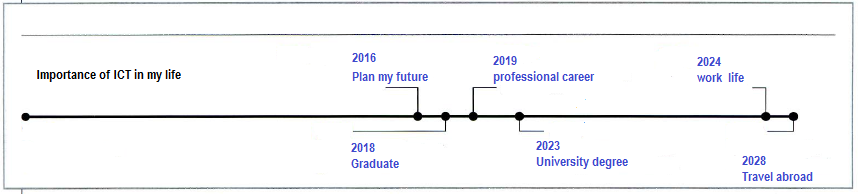 Importance of ICT in my life
2016
Plan my future
2018
Graduate
2019
professional career
2023
University degree
2024
work life
2028
Travel abroad